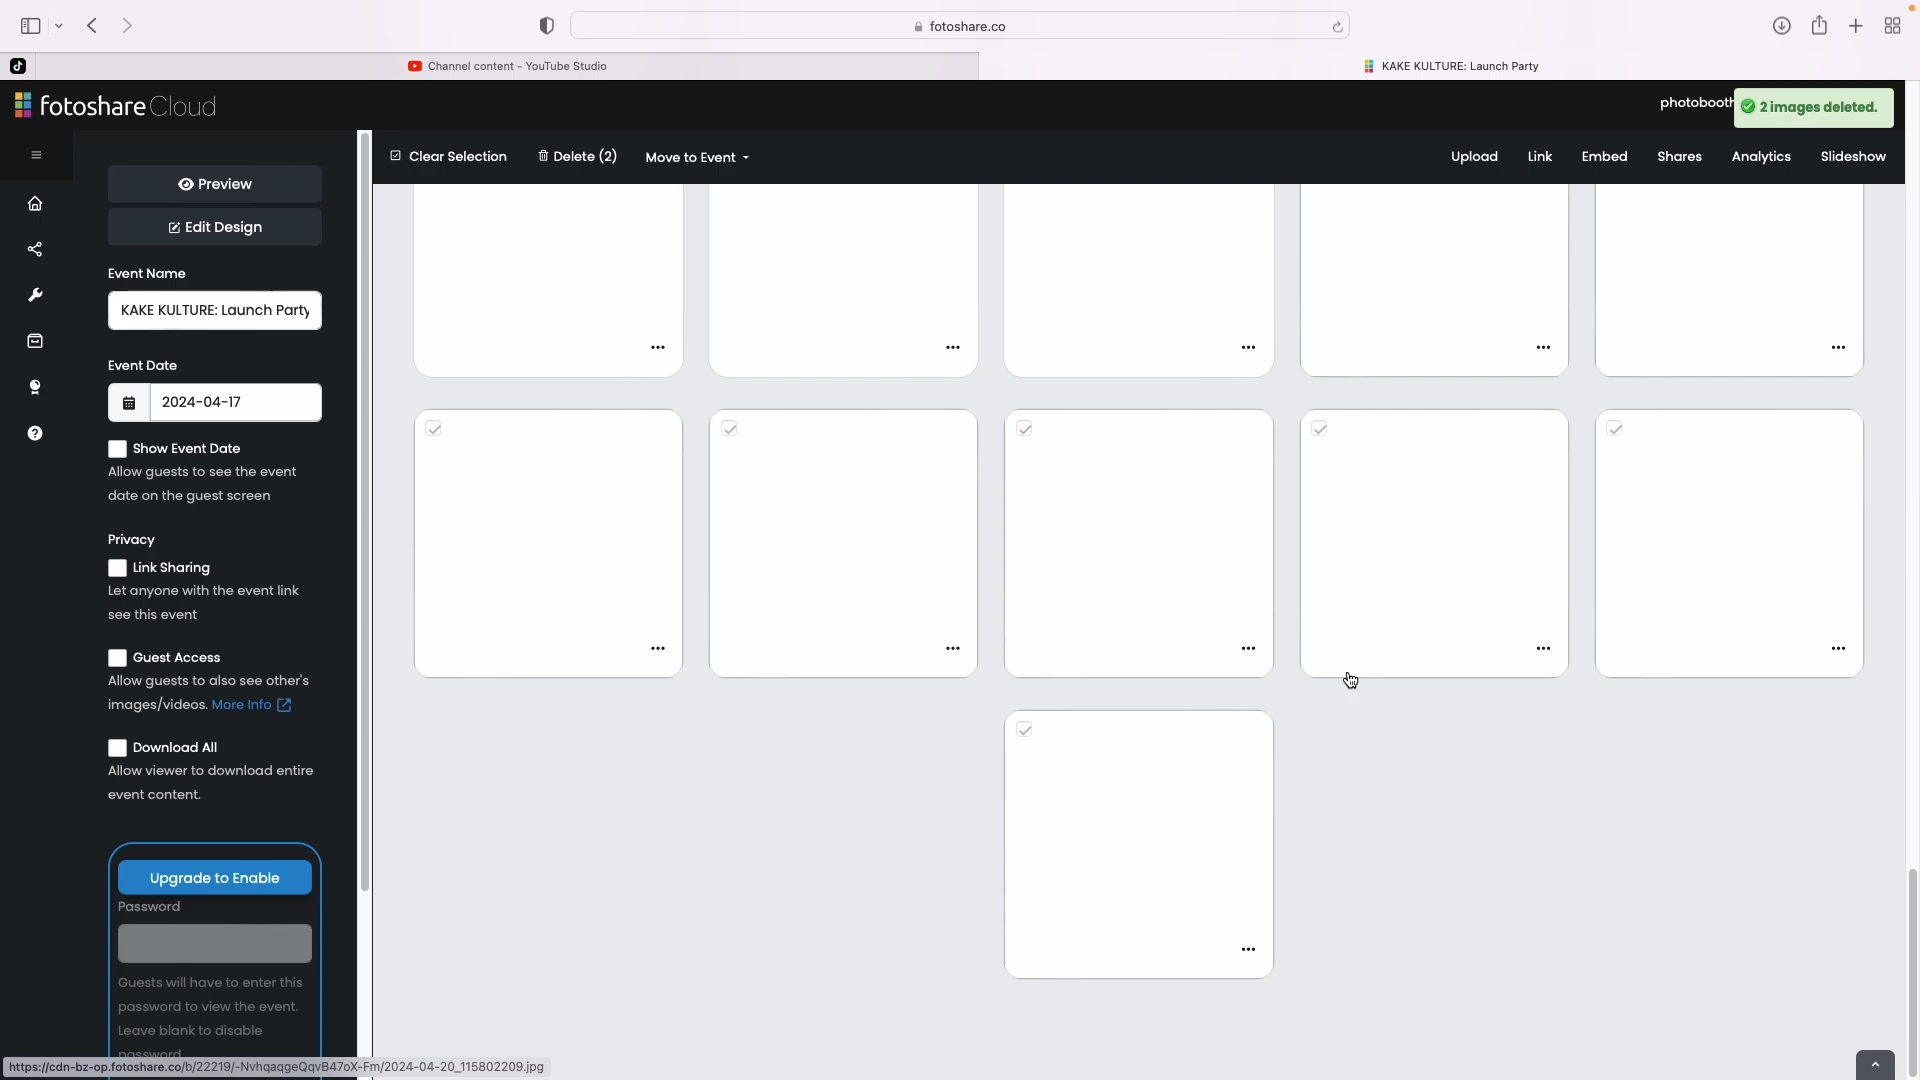 fotoshare.co
Channel content - YouTube Studio
KAKE KULTURE: Launch Party
fotoshare Cloud
photobooth
2 images deleted.
Clear Selection
Delete (2)
Move to Event
Upload
Link
Embed
Shares
Analytics
Slideshow
Preview
Edit Design
Event Name
KAKE KULTURE: Launch Party
Event Date
2024-04-17
Show Event Date
Allow guests to see the event
date on the guest screen
Privacy
Link Sharing
Let anyone with the event link
see this event
Guest Access
Allow guests to also see other's
images/videos. More Info
Download All
Allow viewer to download entire
event content.
Upgrade to Enable
Password
Guests will have to enter this
password to view the event.
Leave blank to disable
password
https://cdn-bz-op.fotoshare.co/b/22219/-NvhqaqgeQqvB47oX-Fm/2024-04-20_115802209.jpg